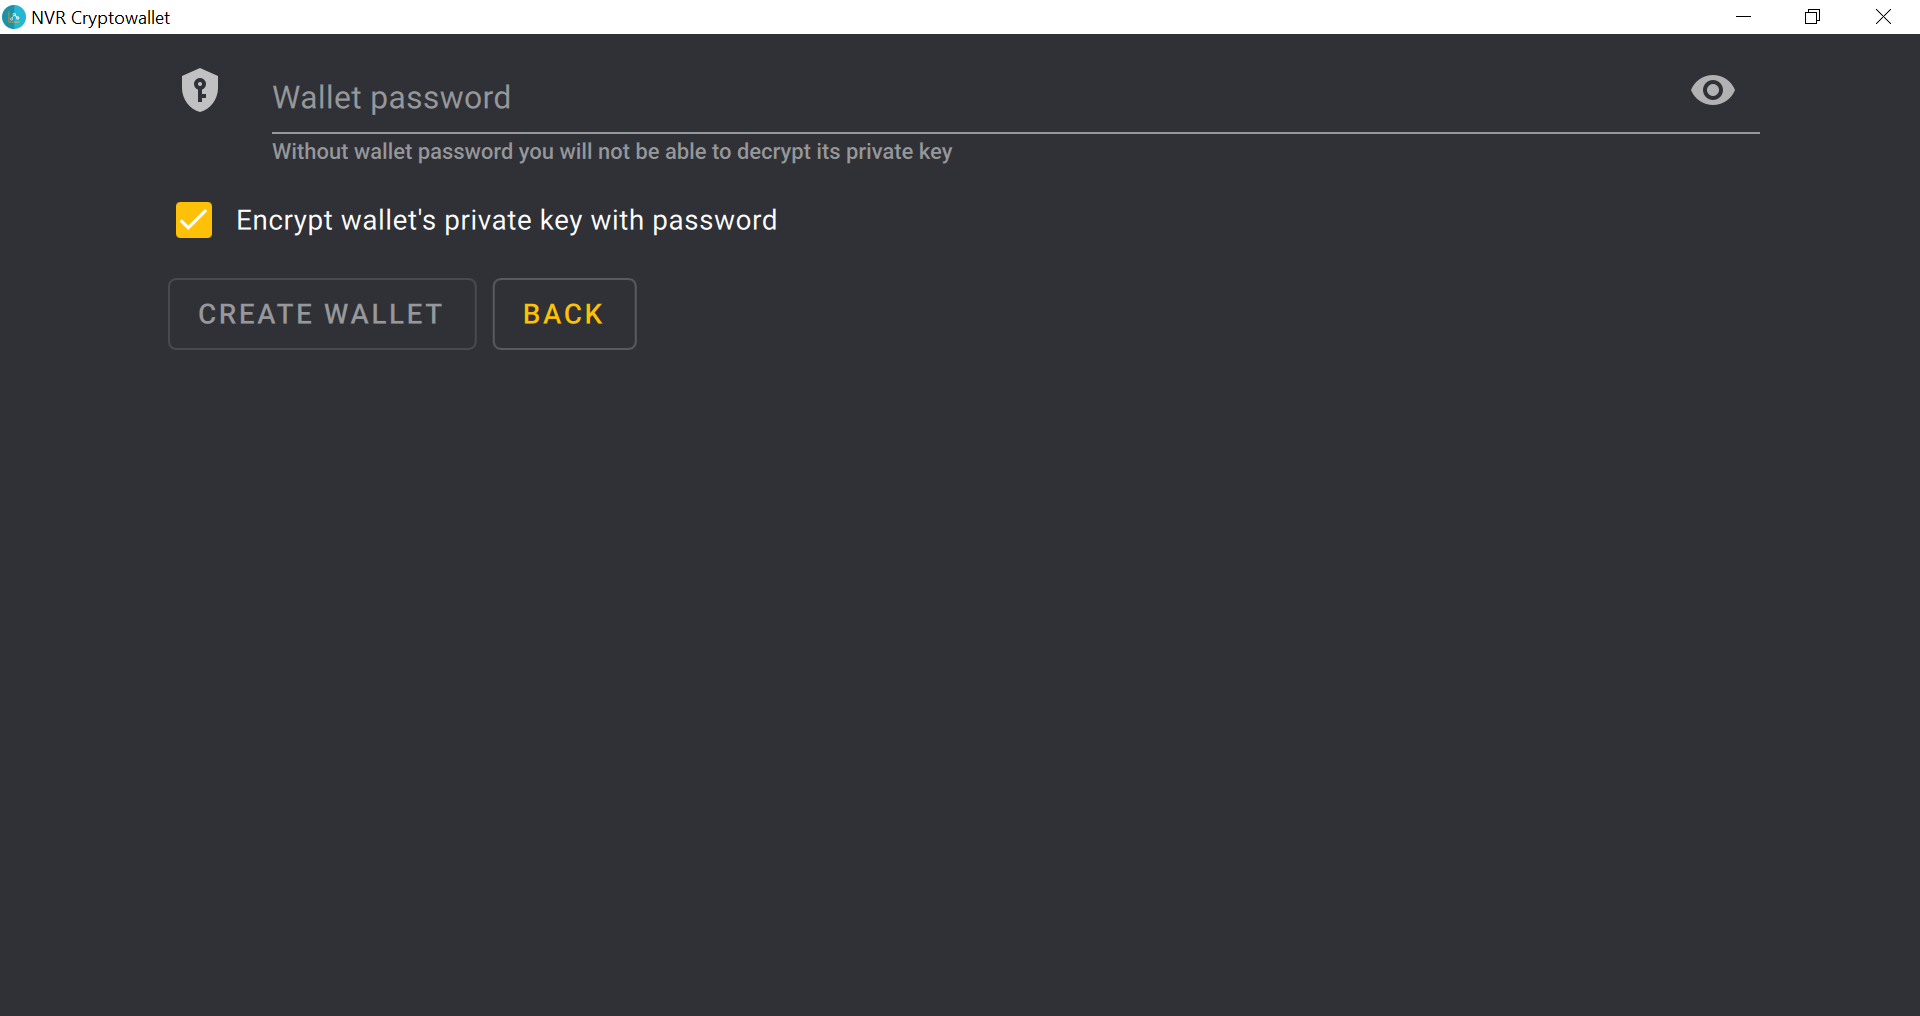 NVR Cryptowallet
Wallet password
Without wallet password you will not be able to decrypt its private key
Encrypt wallet's private key with password
CREATE WALLET
BACK